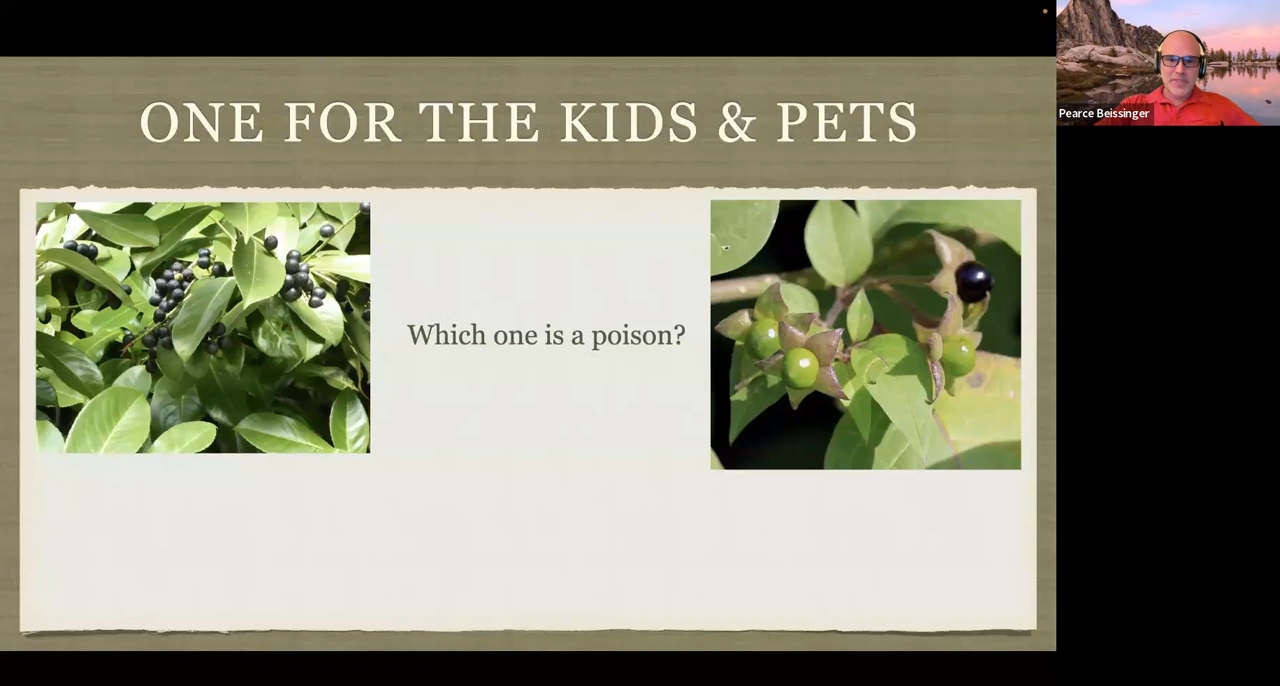 ONE FOR THE KIDS & PETS
Which one is a poison?
Pearce Beissinger